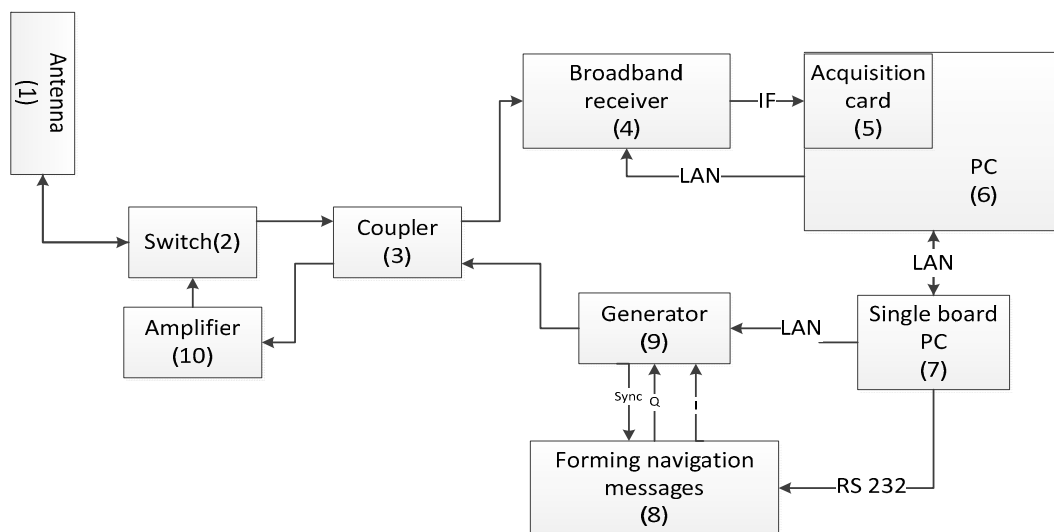 Antenna
(1)
Switch(2)
Amplifier
(10)
Coupler
(3)
Broadband
receiver
(4)
IF
Acquisition
card
(5)
PC
(6)
LAN
LAN
Generator
(9)
LAN
Single board
PC
(7)
Sync
Q
I
Forming navigation
messages
(8)
RS 232